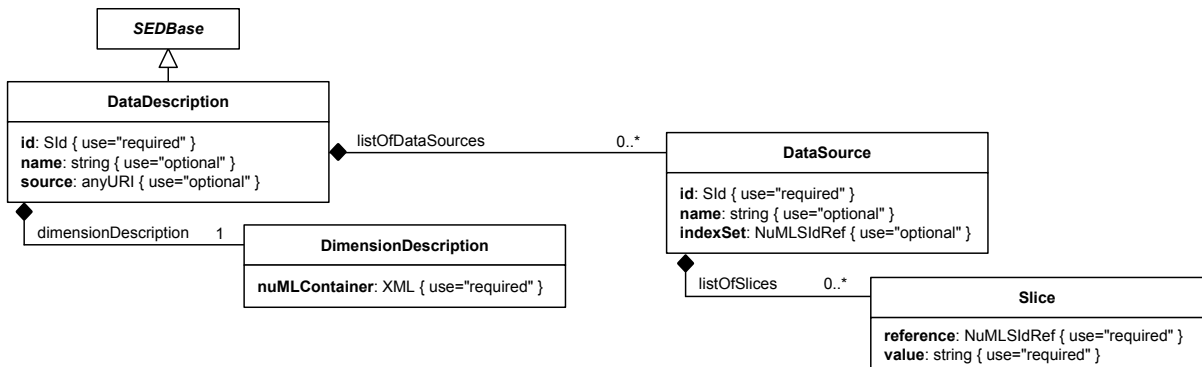 SEDBase
DataDescription
id: SId { use="required" }
name: string { use="optional" }
source: anyURI { use="optional" }
listOfDataSources 0..*
DataSource
id: SId { use="required" }
name: string { use="optional" }
indexSet: NuMLSIdRef { use="optional" }
dimensionDescription 1
DimensionDescription
nuMLContainer: XML { use="required" }
listOfSlices 0..*
Slice
reference: NuMLSIdRef { use="required" }
value: string { use="required" }